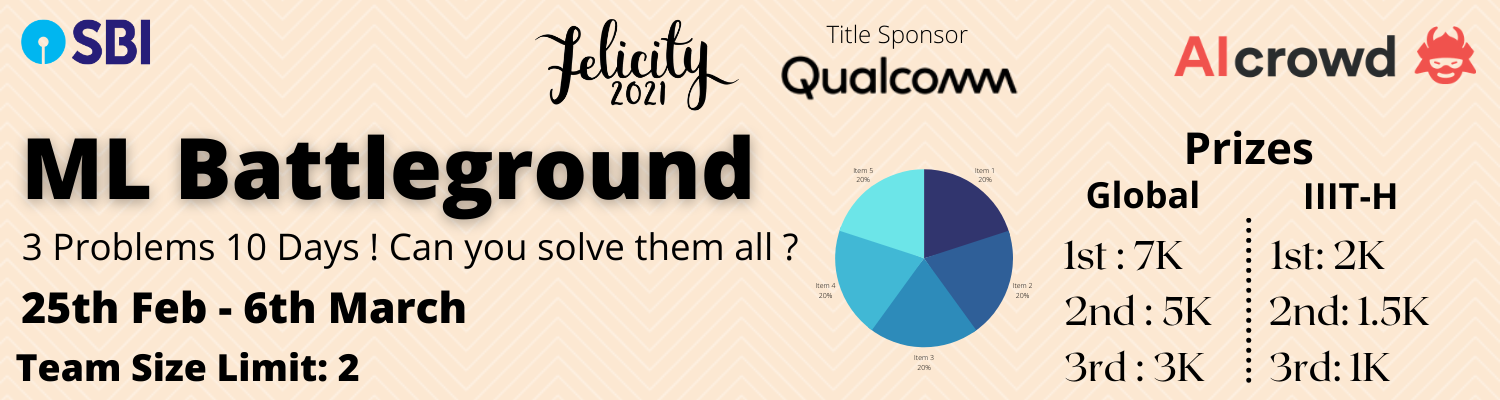 SBI
Felicity
2021
Title Sponsor
Qualcomm
AIcrowd
ML Battleground
3 Problems 10 Days ! Can you solve them all ?
25th Feb - 6th March
Team Size Limit: 2
Item 5
20%
Item 1
20%
Item 4
20%
Item 2
20%
Item 3
20%
Prizes
Global
1st : 7K
2nd : 5K
3rd : 3K
IIIT-H
1st: 2K
2nd: 1.5K
3rd: 1K